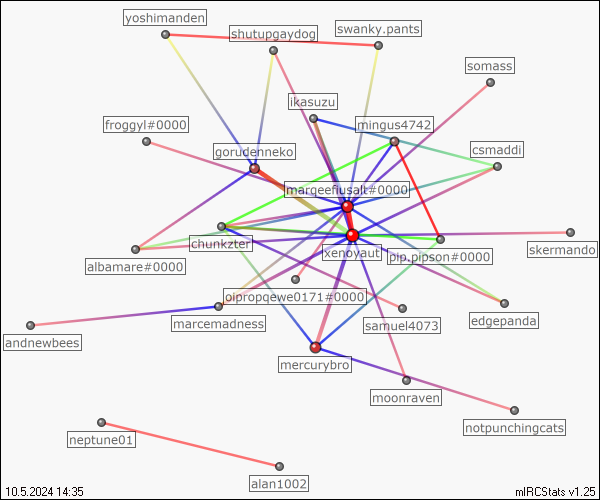 yoshimanden
swanky.pants
shutupgaydog
somass
ikasuzu
froggyl#0000
mingus4742
gorudenneko
csmaddi
margeeflusalt#0000
chunkzter
xenoyaut
pip.pipson#0000
skermando
albamare#0000
oipropqewe0171#0000
marcemadness
samuel4073
edgepanda
andnewbees
mercurybro
moonraven
notpunchingcats
neptune01
alan1002
10.5.2024 14:35
mIRCStats v1.25